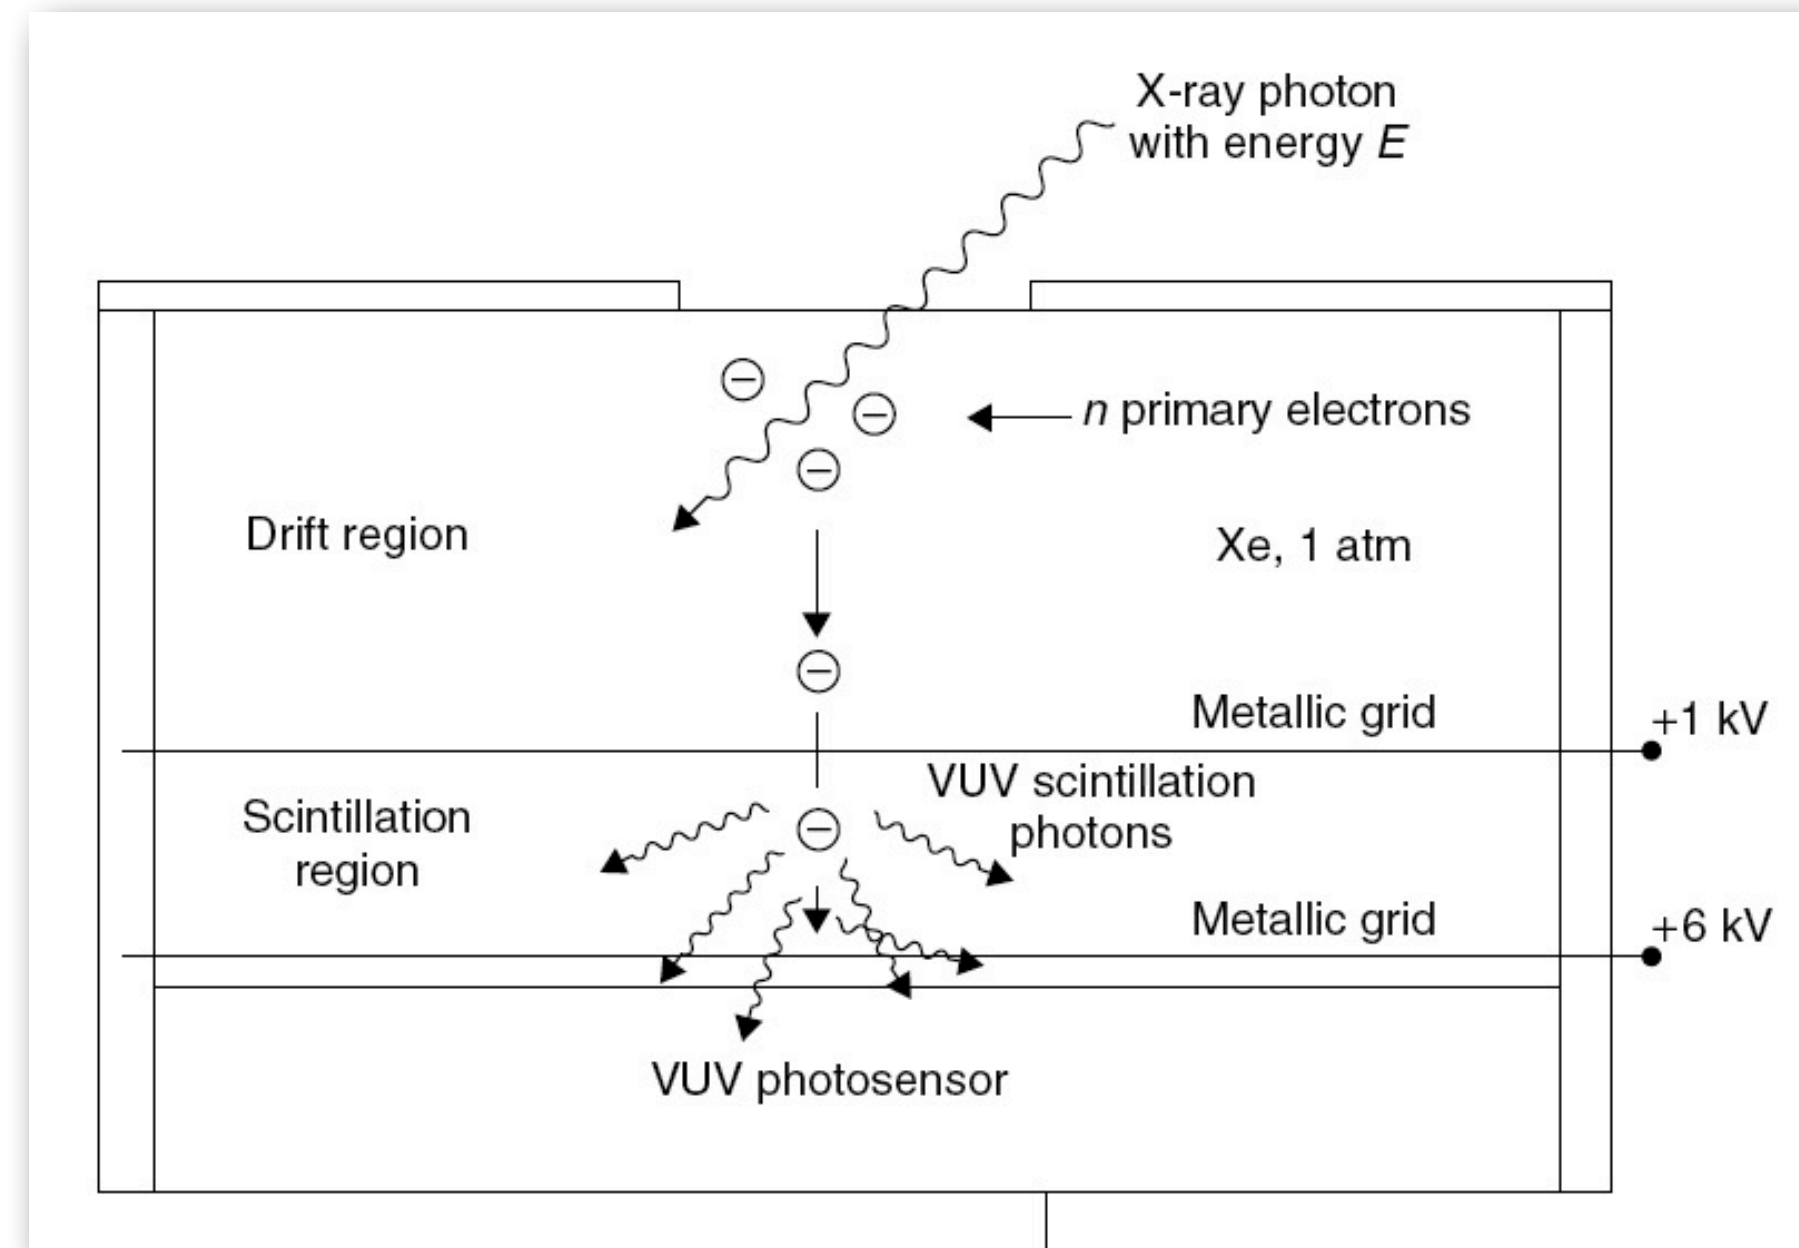 X-ray photon
with energy E
n primary electrons
Drift region
Xe, 1 atm
Metallic grid
+1 kV
VUV scintillation
photons
Scintillation
region
Metallic grid
+6 kV
VUV photosensor